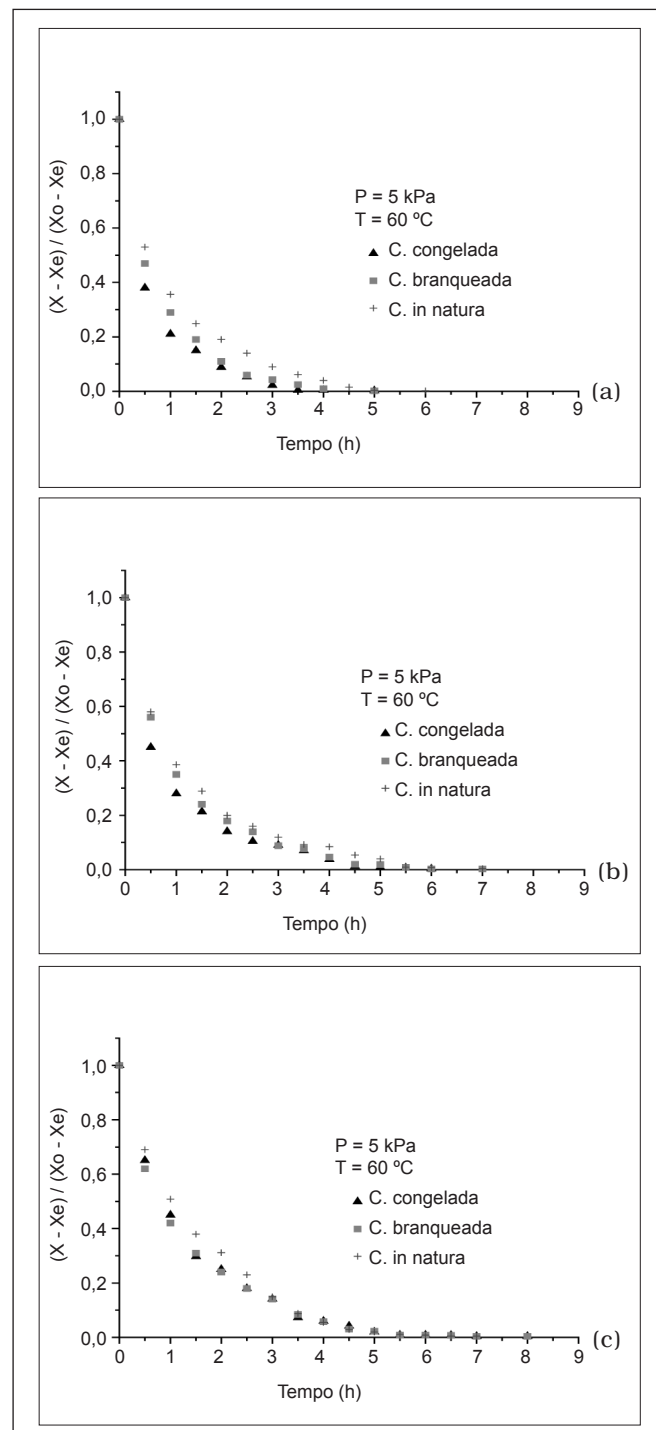 1,0
0,8
0,6
0,4
0,2
0,0
(X - Xe) / (Xo - Xe)
P = 5 kPa
T = 60 ºC
C. congelada
C. branqueada
C. in natura
0 1 2 3 4 5 6 7 8 9
(a)
Tempo (h)
1,0
0,8
0,6
0,4
0,2
0,0
(X - Xe) / (Xo - Xe)
P = 5 kPa
T = 60 ºC
C. congelada
C. branqueada
C. in natura
0 1 2 3 4 5 6 7 8 9
(b)
Tempo (h)
1,0
0,8
0,6
0,4
0,2
0,0
(X - Xe) / (Xo - Xe)
P = 5 kPa
T = 60 ºC
C. congelada
C. branqueada
C. in natura
0 1 2 3 4 5 6 7 8 9
(c)
Tempo (h)